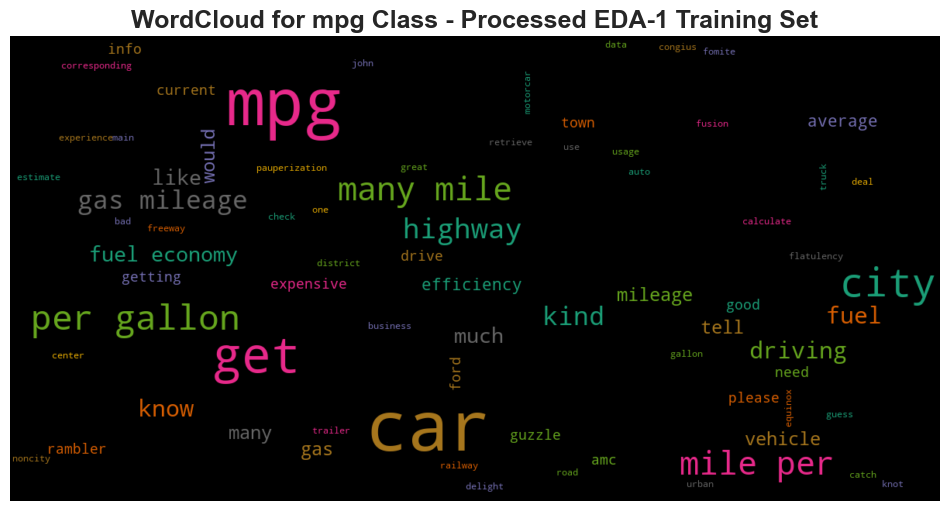 WordCloud for mpg Class - Processed EDA-1 Training Set
info
data
congius
fomite
corresponding
john
current
mpg
motorcar
town
fusion
average
experience
main
would
retrieve
use
usage
estimate
like
pauperization
great
auto
truck
deal
gas mileage
many mile
bad
freeway
check
one
highway
calculate
fuel economy
district
drive
flatulency
getting
expensive
efficiency
mileage
good
city
per gallon
business
kind
fuel
tell
center
get
much
gallon
driving
ford
need
know
car
please
equinox
guess
many
trailer
guzzle
vehicle
rambler
gas
noncity
railway
amc
mile per
road
catch
delight
urban
knot